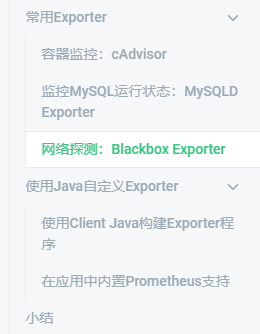 常用Exporter
容器监控：cAdvisor
监控MySQL运行状态：MySQLD
Exporter
网络探测：Blackbox Exporter
使用Java自定义Exporter
使用Client Java构建Exporter程
序
在应用中内置Prometheus支持
小结